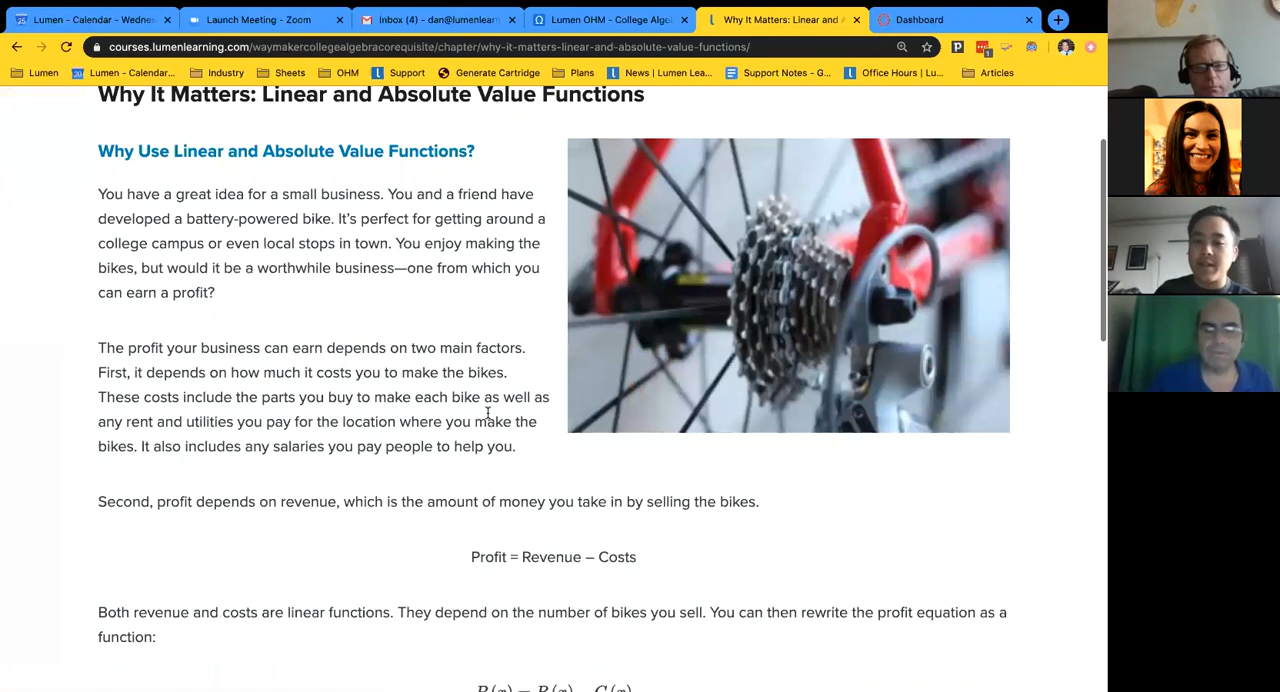 Lumen - Calendar - Wednes
Launch Meeting - Zoom
Inbox (4) - dan@lumenlearn
Lumen OHM - College Alge
Why It Matters: Linear and A
Dashboard
courses.lumenlearning.com/waymakercollegealgebracorequisite/chapter/why-it-matters-linear-and-absolute-value-functions/
Lumen
Lumen - Calendar...
Industry
Sheets
OHM
Support
Generate Cartridge
Plans
News | Lumen Lea...
Support Notes - G...
Office Hours | Lu...
Articles
Why It Matters: Linear and Absolute Value Functions
Why Use Linear and Absolute Value Functions?
You have a great idea for a small business. You and a friend have
developed a battery-powered bike. It’s perfect for getting around a
college campus or even local stops in town. You enjoy making the
bikes, but would it be a worthwhile business—one from which you
can earn a profit?
The profit your business can earn depends on two main factors.
First, it depends on how much it costs you to make the bikes.
These costs include the parts you buy to make each bike as well as
any rent and utilities you pay for the location where you make the
bikes. It also includes any salaries you pay people to help you.
Second, profit depends on revenue, which is the amount of money you take in by selling the bikes.
Profit = Revenue – Costs
Both revenue and costs are linear functions. They depend on the number of bikes you sell. You can then rewrite the profit equation as a
function: